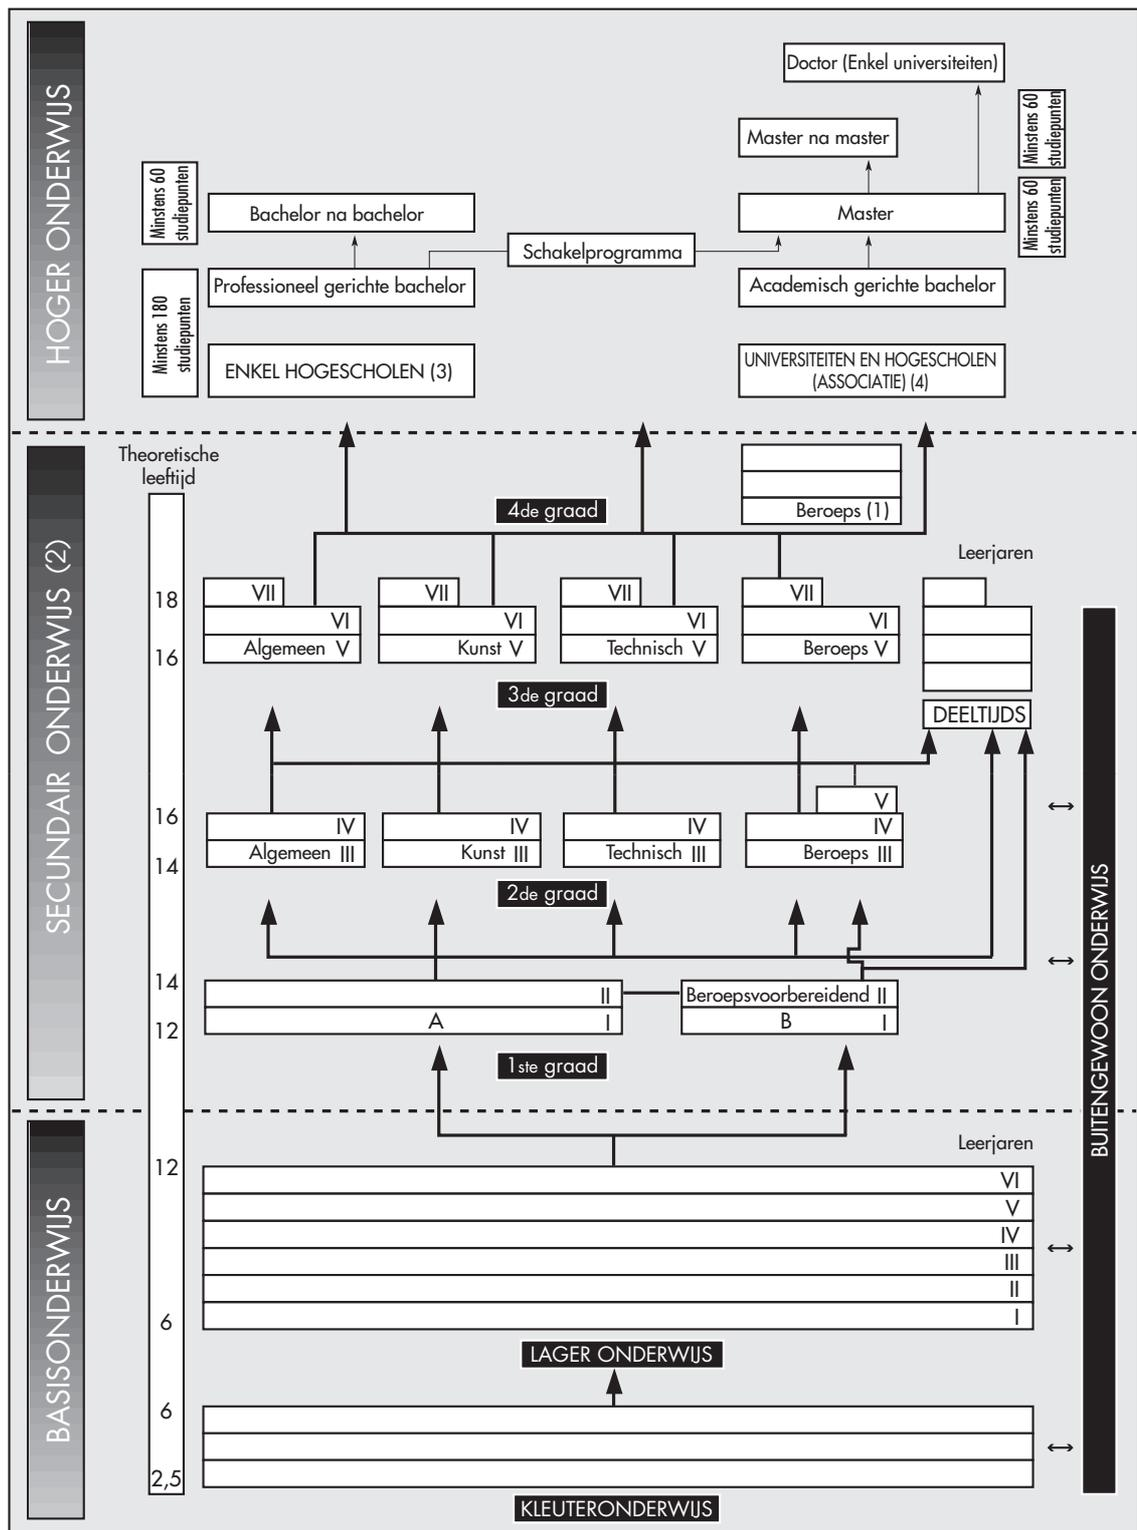 HOGER ONDERWIJS
Doctor (Enkel universiteiten)
Minstens 60
studiepunten
Master na master
Minstens 60
studiepunten
Bachelor na bachelor
Master
Minstens 60
studiepunten
Schakelprogramma
Professioneel gerichte bachelor
Academisch gerichte bachelor
Minstens 180
studiepunten
ENKEL HOGESCHOLEN (3)
UNIVERSITEITEN EN HOGESCHOLEN
(ASSOCIATIE) (4)
SECUNDAIR ONDERWIJS (2)
Theoretische
leeftijd
4de graad
Beroeps (1)
Leerjaren
18
VII
VII
VII
VII
VI
VI
VI
VI
16
Algemeen V
Kunst V
Technisch V
Beroeps V
3de graad
DEELTIJDS
V
16
IV
IV
IV
IV
14
Algemeen III
Kunst III
Technisch III
Beroeps III
2de graad
14
II
Beroepsvoorbereidend II
12
A I
B I
1ste graad
BUITENGEWOON ONDERWIJS
BASISONDERWIJS
Leerjaren
12
VI
V
IV
III
II
6
I
LAGER ONDERWIJS
6
2,5
KLEUTERONDERWIJS